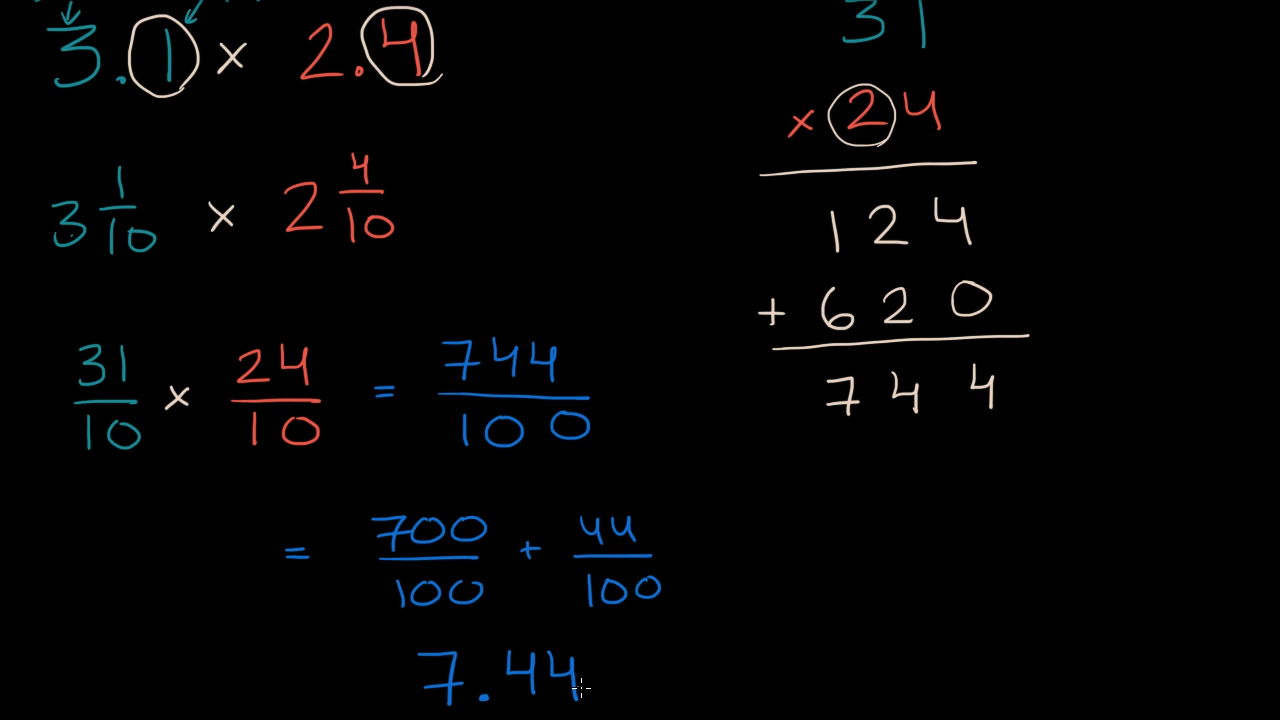 3.1 × 2.4
3 1/10 × 2 4/10
31/10 × 24/10 = 744/100
= 700/100 + 44/100
7.44
31
× 24
124
+ 620
744